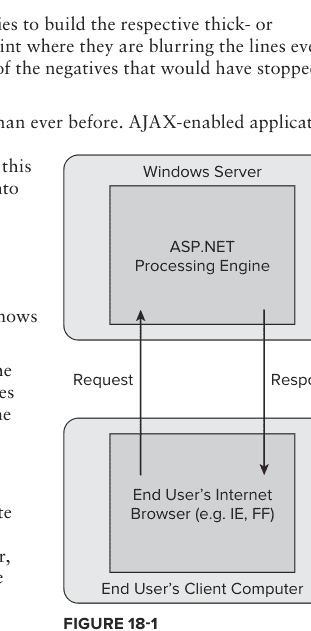 ies to build the respective thick- or
int where they are blurring the lines eve
of the negatives that would have stopped
han ever before. AJAX-enabled applicat
this
nto
hows
he
es
he
te
r,
e
Windows Server
ASP.NET
Processing Engine
Request
Respo
End User's Internet
Browser (e.g. IE, FF)
End User's Client Computer
FIGURE 18-1